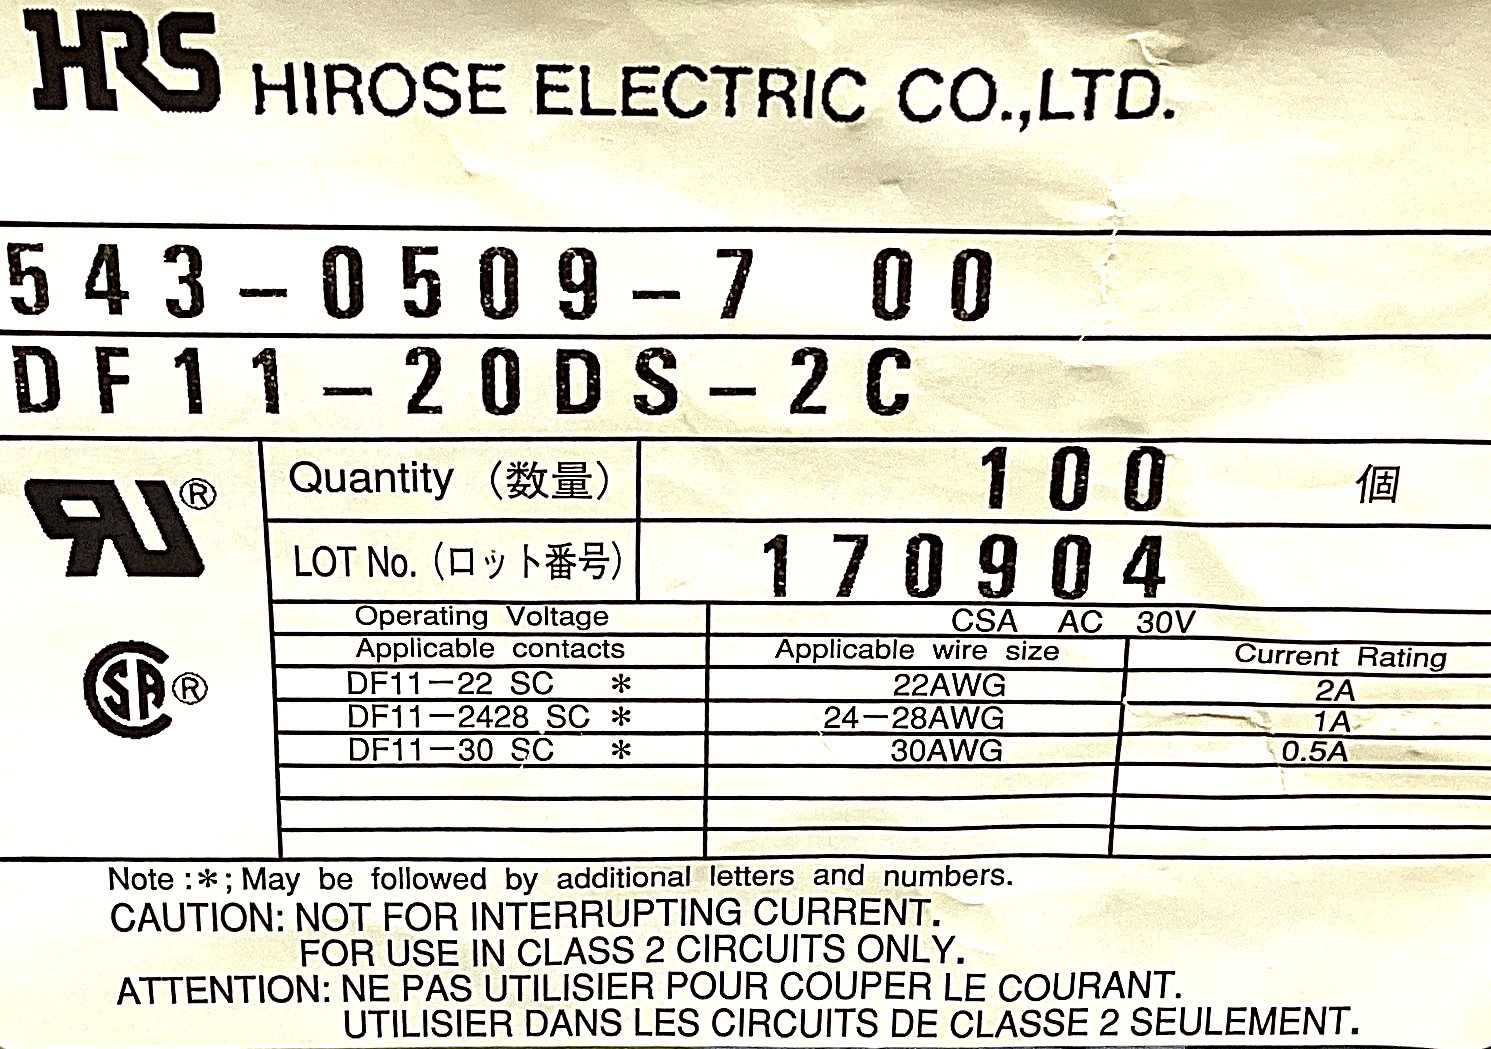 HRS HIROSE ELECTRIC CO.,LTD.
543-0509-7 00
DF11-20DS-2C
Quantity (数量) 100 個
LOT No. (ロット番号) 170904
Operating Voltage CSA AC 30V
Applicable contacts Applicable wire size Current Rating
DF11-22 SC * 22AWG 2A
DF11-2428 SC * 24-28AWG 1A
DF11-30 SC * 30AWG 0.5A
RU®
CSA®
Note :*; May be followed by additional letters and numbers.
CAUTION: NOT FOR INTERRUPTING CURRENT.
FOR USE IN CLASS 2 CIRCUITS ONLY.
ATTENTION: NE PAS UTILISIER POUR COUPER LE COURANT.
UTILISIER DANS LES CIRCUITS DE CLASSE 2 SEULEMENT.